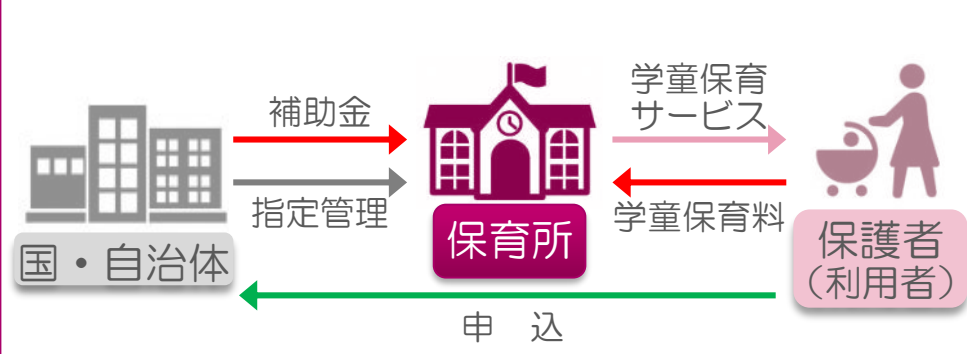 補助金
指定管理
国・自治体
保育所
学童保育
サービス
学童保育料
保護者
（利用者）
申　込